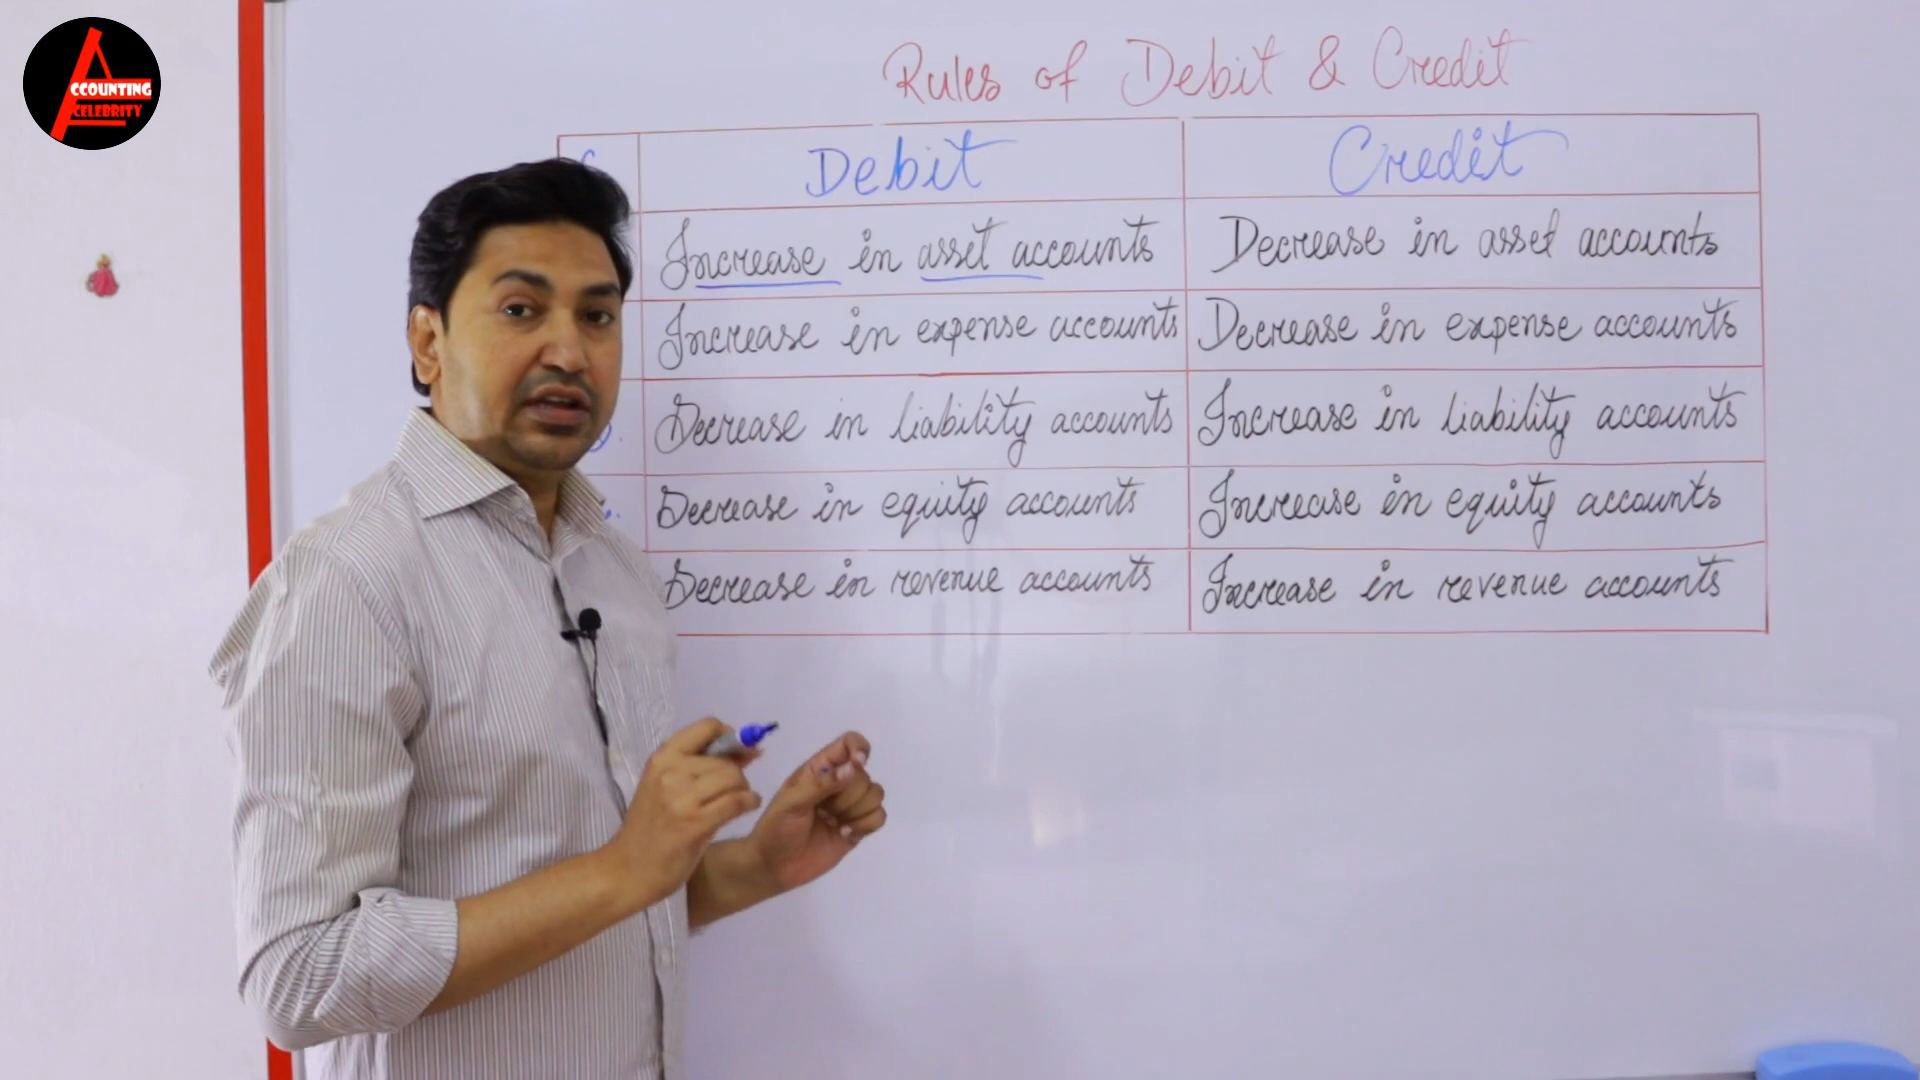 ACCOUNTING
CELEBRITY
Rules of Debit & Credit
Debit Credit
Increase in asset accounts Decrease in asset accounts
Increase in expense accounts Decrease in expense accounts
Decrease in liability accounts Increase in liability accounts
Decrease in equity accounts Increase in equity accounts
Decrease in revenue accounts Increase in revenue accounts